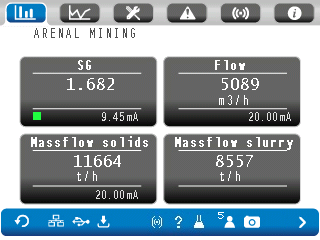 ARENAL MINING
SG
1.682
9.45mA
Flow
5089
m3/h
20.00mA
Massflow solids
11664
t/h
20.00mA
Massflow slurry
8557
t/h
?
5